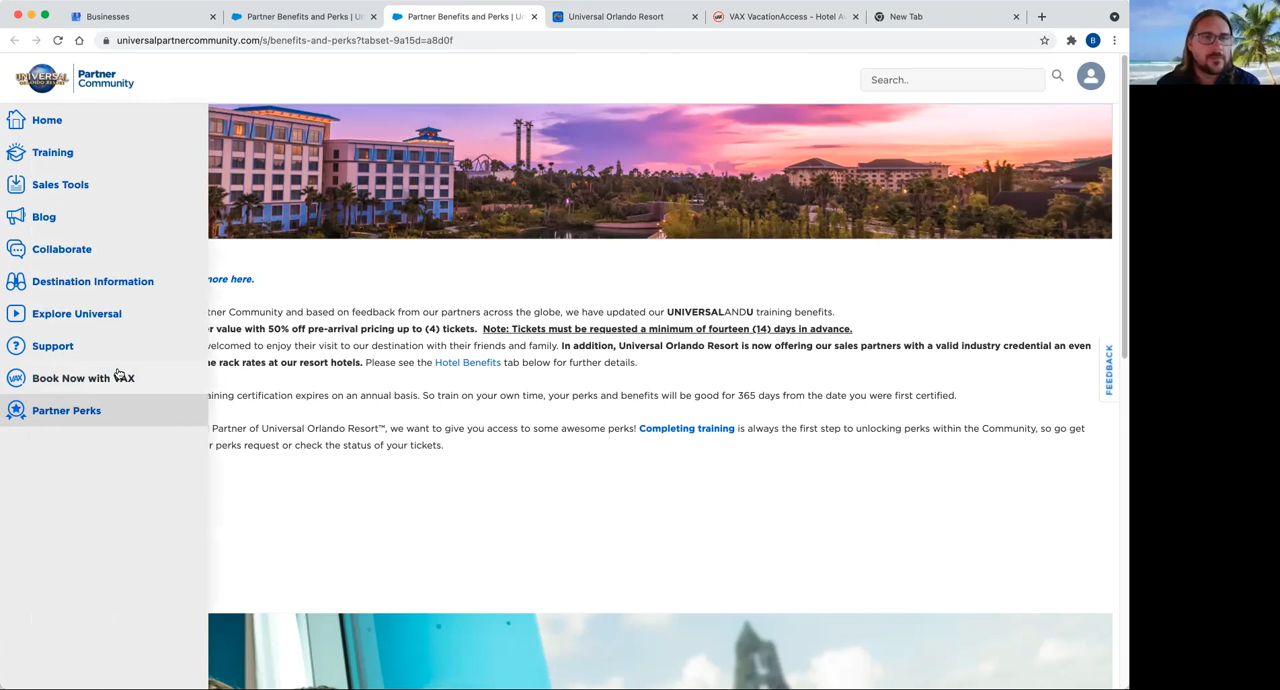 Businesses
Partner Benefits and Perks | U
Partner Benefits and Perks | U
Universal Orlando Resort
VAX VacationAccess - Hotel A
New Tab
universalpartnercommunity.com/s/benefits-and-perks?tabset-9a15d=a8d0f
B
UNIVERSAL
ORLANDO RESORT
Partner
Community
Search..
Home
Training
Sales Tools
Blog
Collaborate
Destination Information
Explore Universal
Support
VAX Book Now with VAX
Partner Perks
more here.
tner Community and based on feedback from our partners across the globe, we have updated our UNIVERSALANDU training benefits.
r value with 50% off pre-arrival pricing up to (4) tickets. Note: Tickets must be requested a minimum of fourteen (14) days in advance.
welcomed to enjoy their visit to our destination with their friends and family. In addition, Universal Orlando Resort is now offering our sales partners with a valid industry credential an even
e rack rates at our resort hotels. Please see the Hotel Benefits tab below for further details.
aining certification expires on an annual basis. So train on your own time, your perks and benefits will be good for 365 days from the date you were first certified.
Partner of Universal Orlando Resort™, we want to give you access to some awesome perks! Completing training is always the first step to unlocking perks within the Community, so go get
r perks request or check the status of your tickets.
FEEDBACK